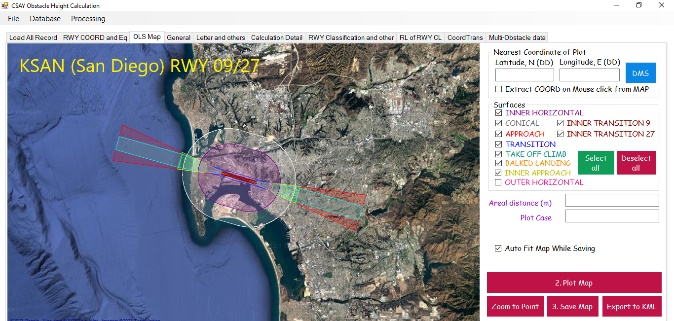 CSAY Obstacle Height Calculation
File Database Processing
Load All Record RWY COORD and Eq OLS Map General Letter and others Calculation Detail RWY Classification and other RL of RWY CL CoordTrans Multi-Obstacle data
KSAN (San Diego) RWY 09/27
Nearest Coordinate of Plot
Latitude, N (DD) Longitude, E (DD)
DMS
Extract COORD on Mouse click from MAP
Surfaces
INNER HORIZONTAL
CONICAL INNER TRANSITION 9
APPROACH INNER TRANSITION 27
TRANSITION
TAKE OFF CLIMB
BALKED LANDING
INNER APPROACH
OUTER HORIZONTAL
Select all
Deselect all
Areal distance (m)
Plot Case
Auto Fit Map While Saving
2. Plot Map
Zoom to Point 3. Save Map Export to KML